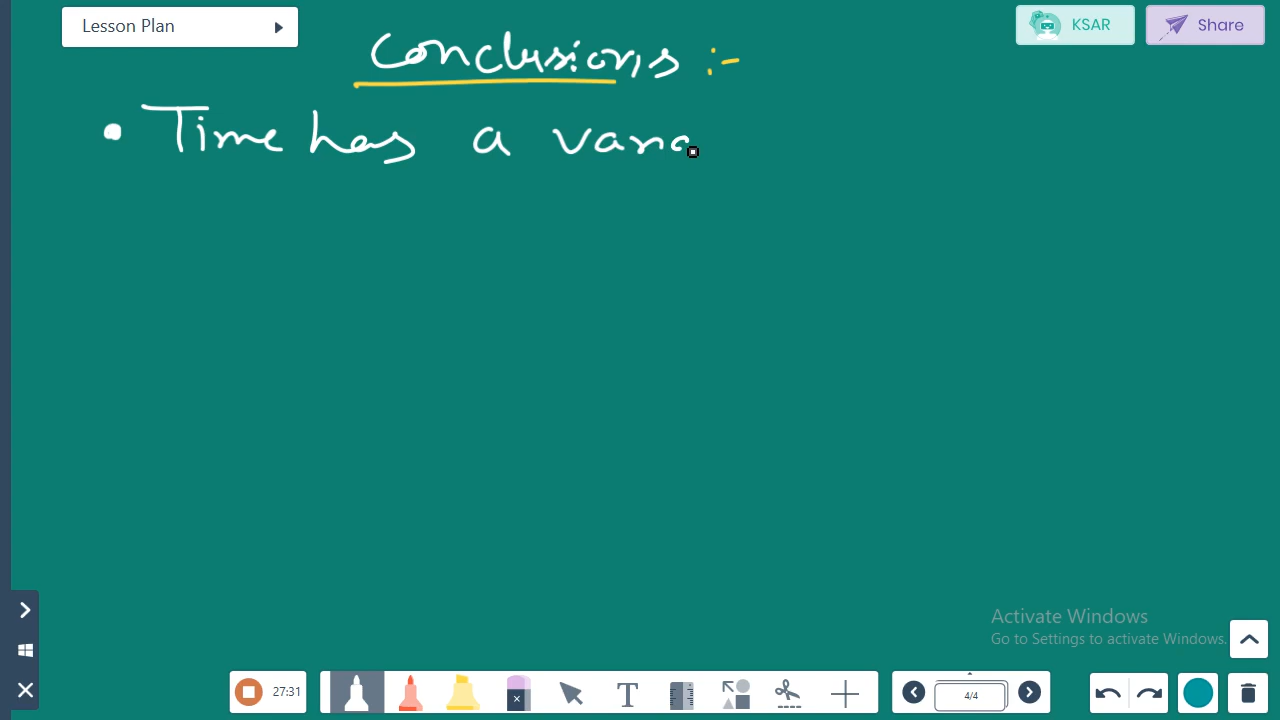 Lesson Plan
KSAR
Share
Conclusions :-
• Time has a vana
Activate Windows
Go to Settings to activate Windows.
27:31
T
4/4